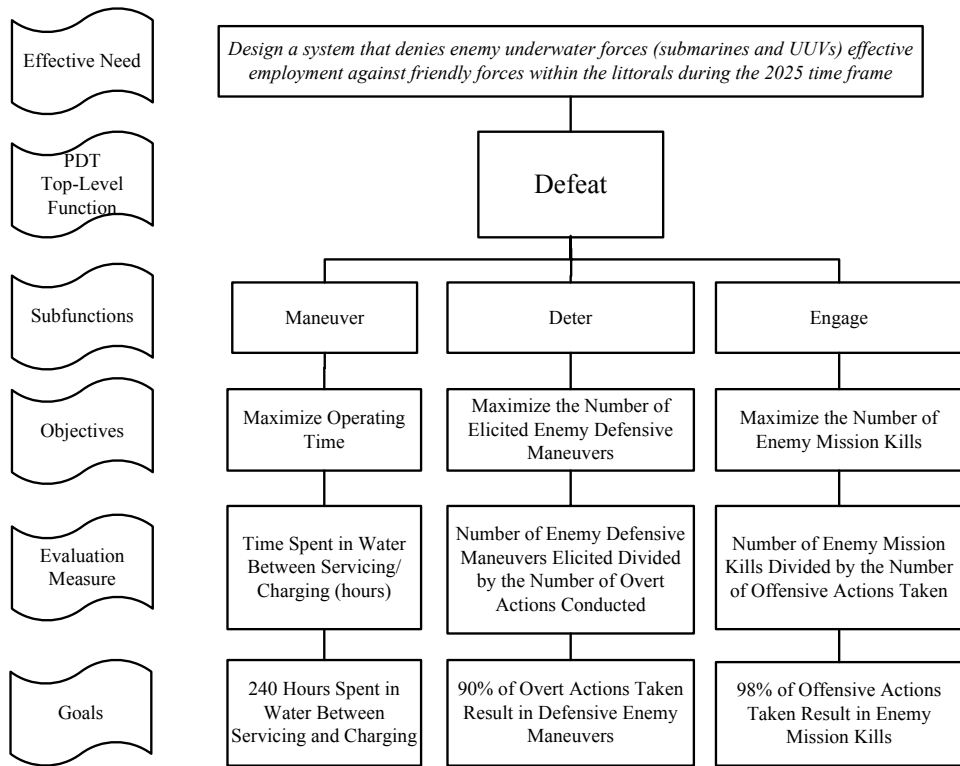 Effective Need
Design a system that denies enemy underwater forces (submarines and UUVs) effective
employment against friendly forces within the littorals during the 2025 time frame
PDT
Top-Level
Function
Defeat
Subfunctions
Maneuver
Deter
Engage
Objectives
Maximize Operating
Time
Maximize the Number of
Elicited Enemy Defensive
Maneuvers
Maximize the Number of
Enemy Mission Kills
Evaluation
Measure
Time Spent in Water
Between Servicing/
Charging (hours)
Number of Enemy Defensive
Maneuvers Elicited Divided
by the Number of Overt
Actions Conducted
Number of Enemy Mission
Kills Divided by the Number
of Offensive Actions Taken
Goals
240 Hours Spent in
Water Between
Servicing and Charging
90% of Overt Actions Taken
Result in Defensive Enemy
Maneuvers
98% of Offensive Actions
Taken Result in Enemy
Mission Kills